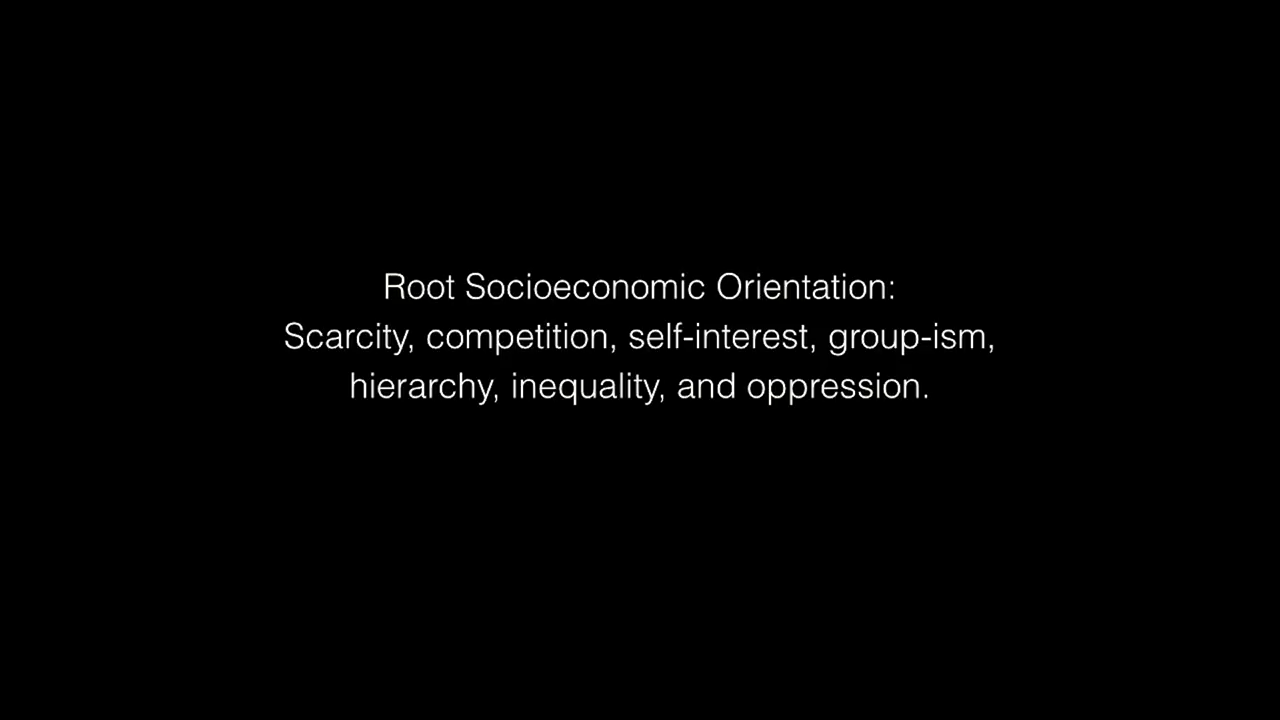 Root Socioeconomic Orientation:
Scarcity, competition, self-interest, group-ism,
hierarchy, inequality, and oppression.